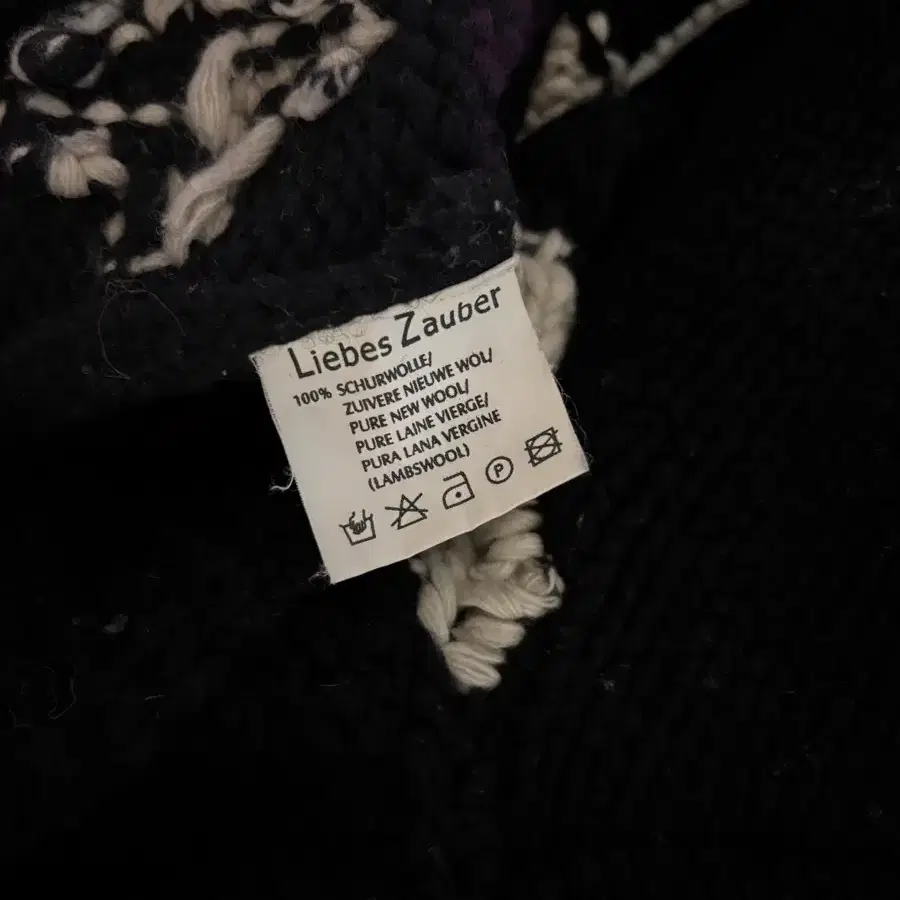 Liebes Zauber
100% SCHURWOLLE/
ZUIVERE NIEUWE WOL/
PURE NEW WOOL/
PURE LAINE VIERGE/
PURA LANA VERGINE
(LAMBSWOOL)
P